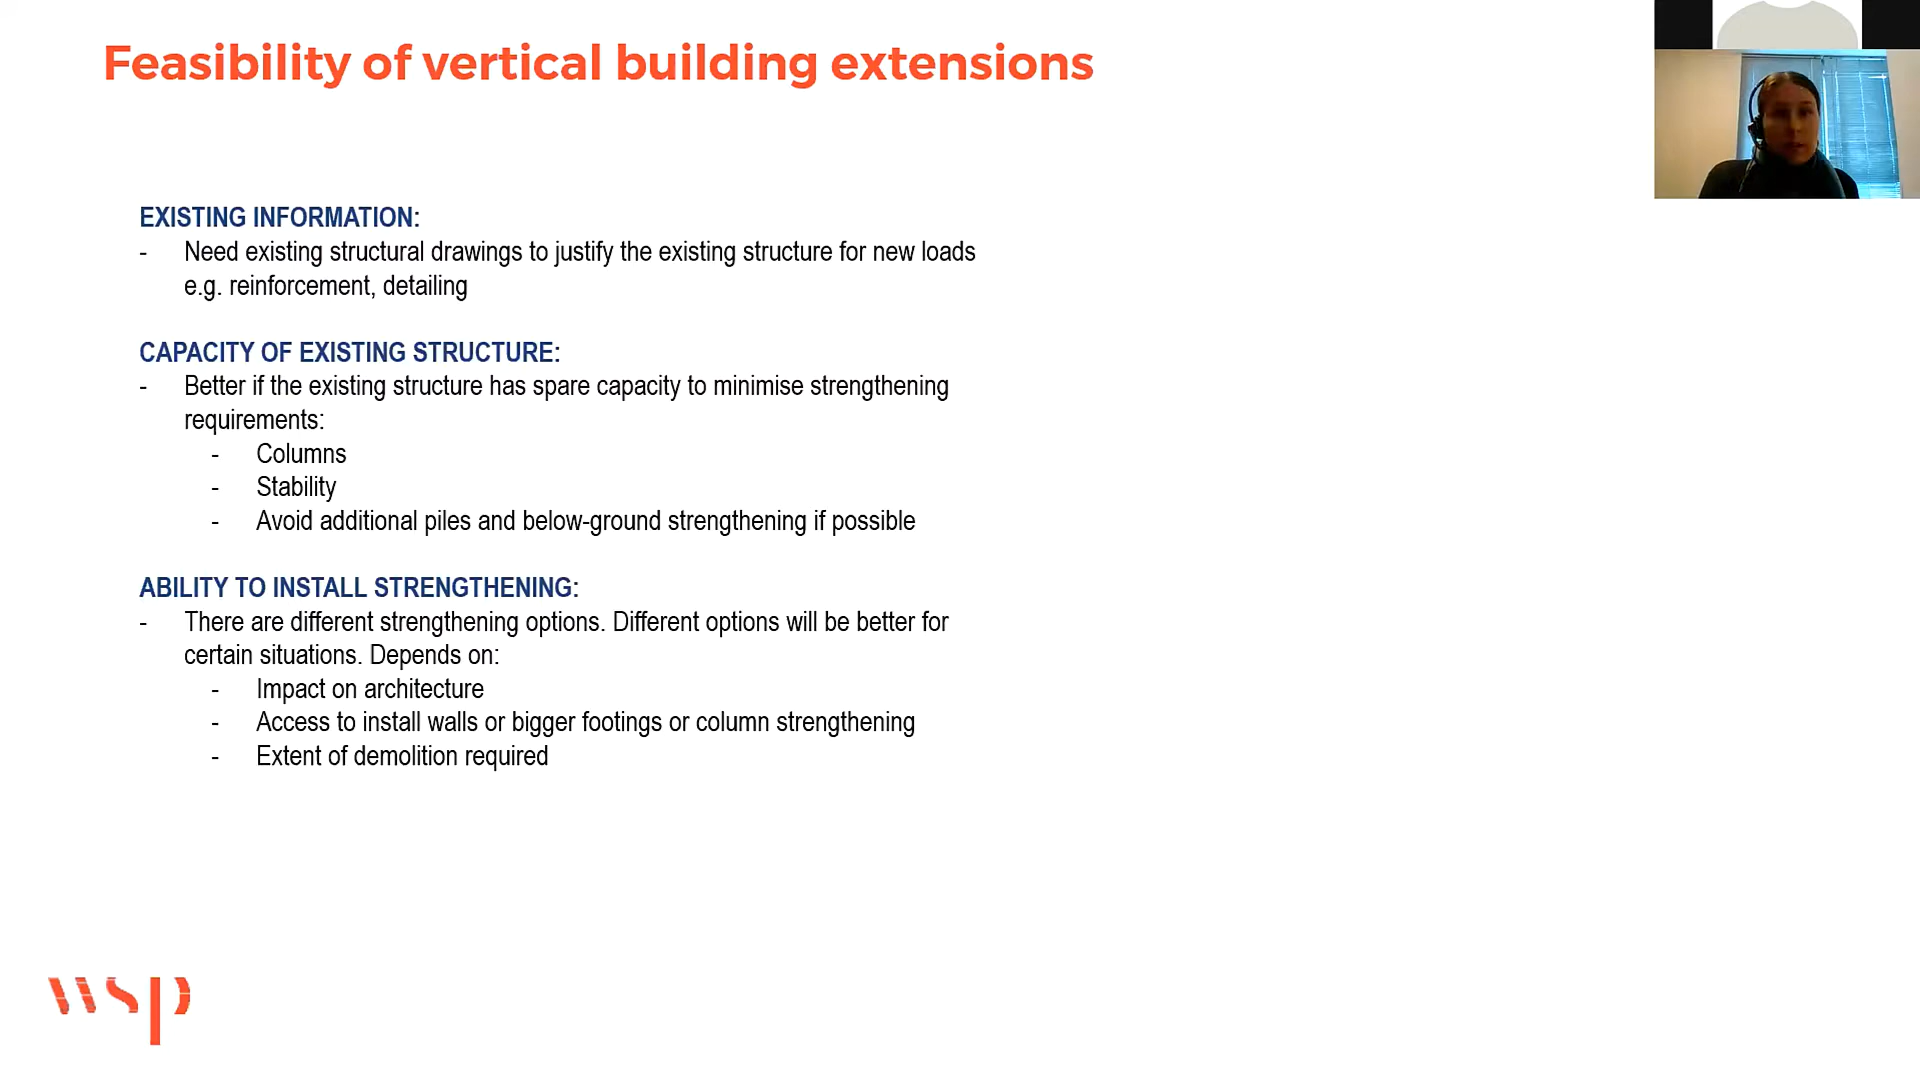 Feasibility of vertical building extensions
EXISTING INFORMATION:
- Need existing structural drawings to justify the existing structure for new loads
e.g. reinforcement, detailing
CAPACITY OF EXISTING STRUCTURE:
- Better if the existing structure has spare capacity to minimise strengthening
requirements:
- Columns
- Stability
- Avoid additional piles and below-ground strengthening if possible
ABILITY TO INSTALL STRENGTHENING:
- There are different strengthening options. Different options will be better for
certain situations. Depends on:
- Impact on architecture
- Access to install walls or bigger footings or column strengthening
- Extent of demolition required
wsp